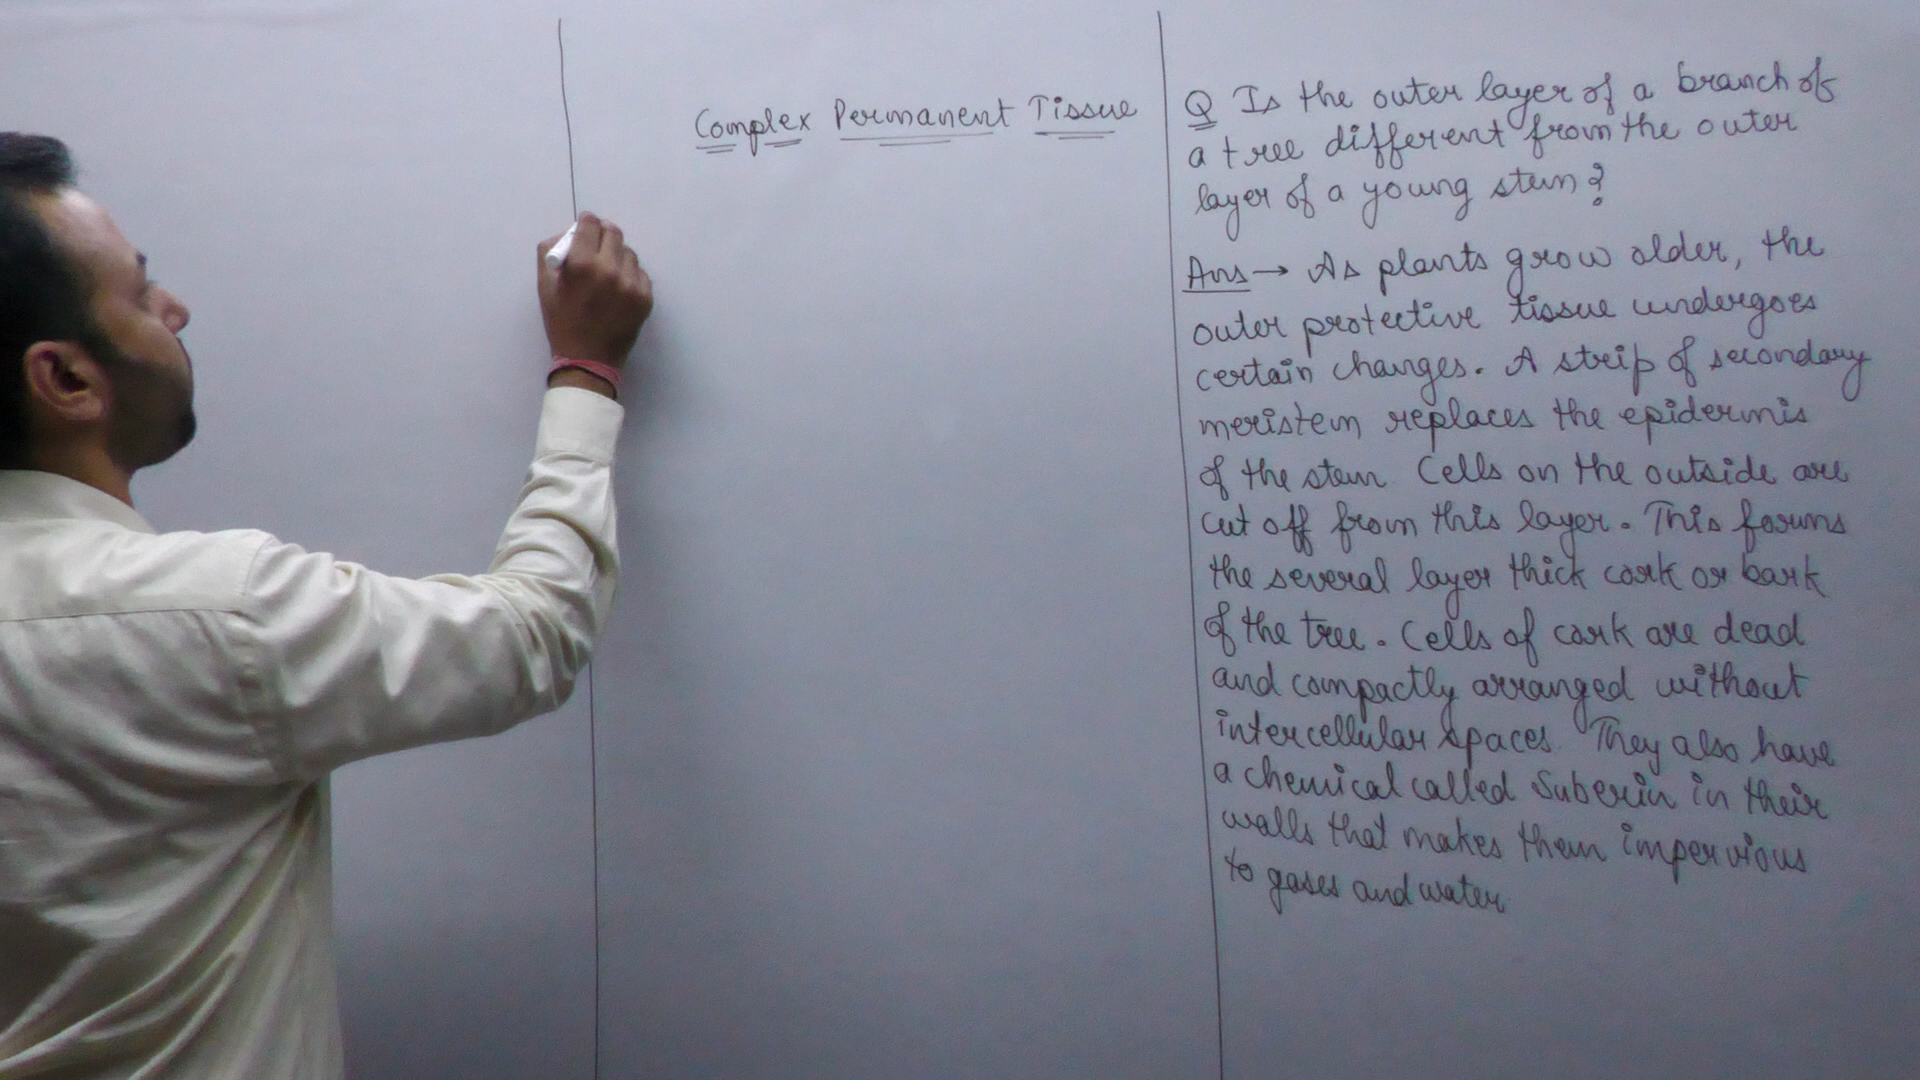 Complex Permanent Tissue
Q Is the outer layer of a branch of
a tree different from the outer
layer of a young stem?
Ans→ As plants grow older, the
outer protective tissue undergoes
certain changes. A strip of secondary
meristem replaces the epidermis
of the stem Cells on the outside are
cut off from this layer. This forms
the several layer thick cork or bark
of the tree. Cells of cork are dead
and compactly arranged without
intercellular spaces. They also have
a chemical called Suberin in their
walls that makes them impervious
to gases and water